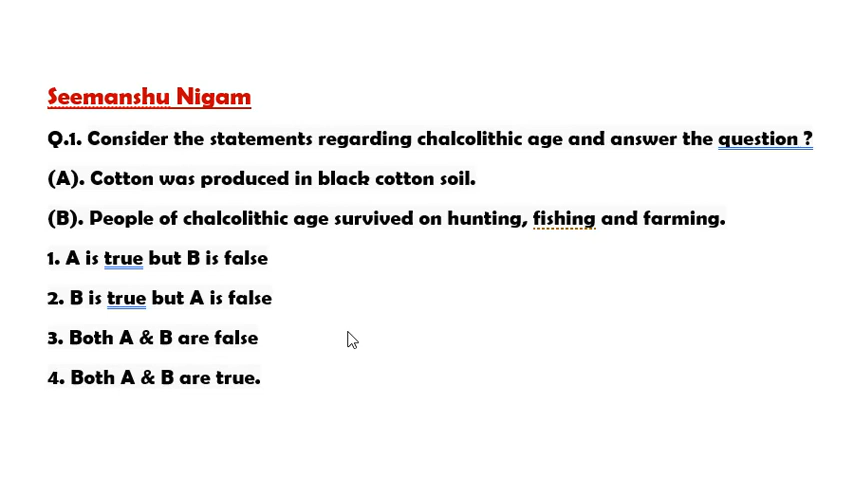 Seemanshu Nigam
Q.1. Consider the statements regarding chalcolithic age and answer the question ?
(A). Cotton was produced in black cotton soil.
(B). People of chalcolithic age survived on hunting, fishing and farming.
1. A is true but B is false
2. B is true but A is false
3. Both A & B are false
4. Both A & B are true.